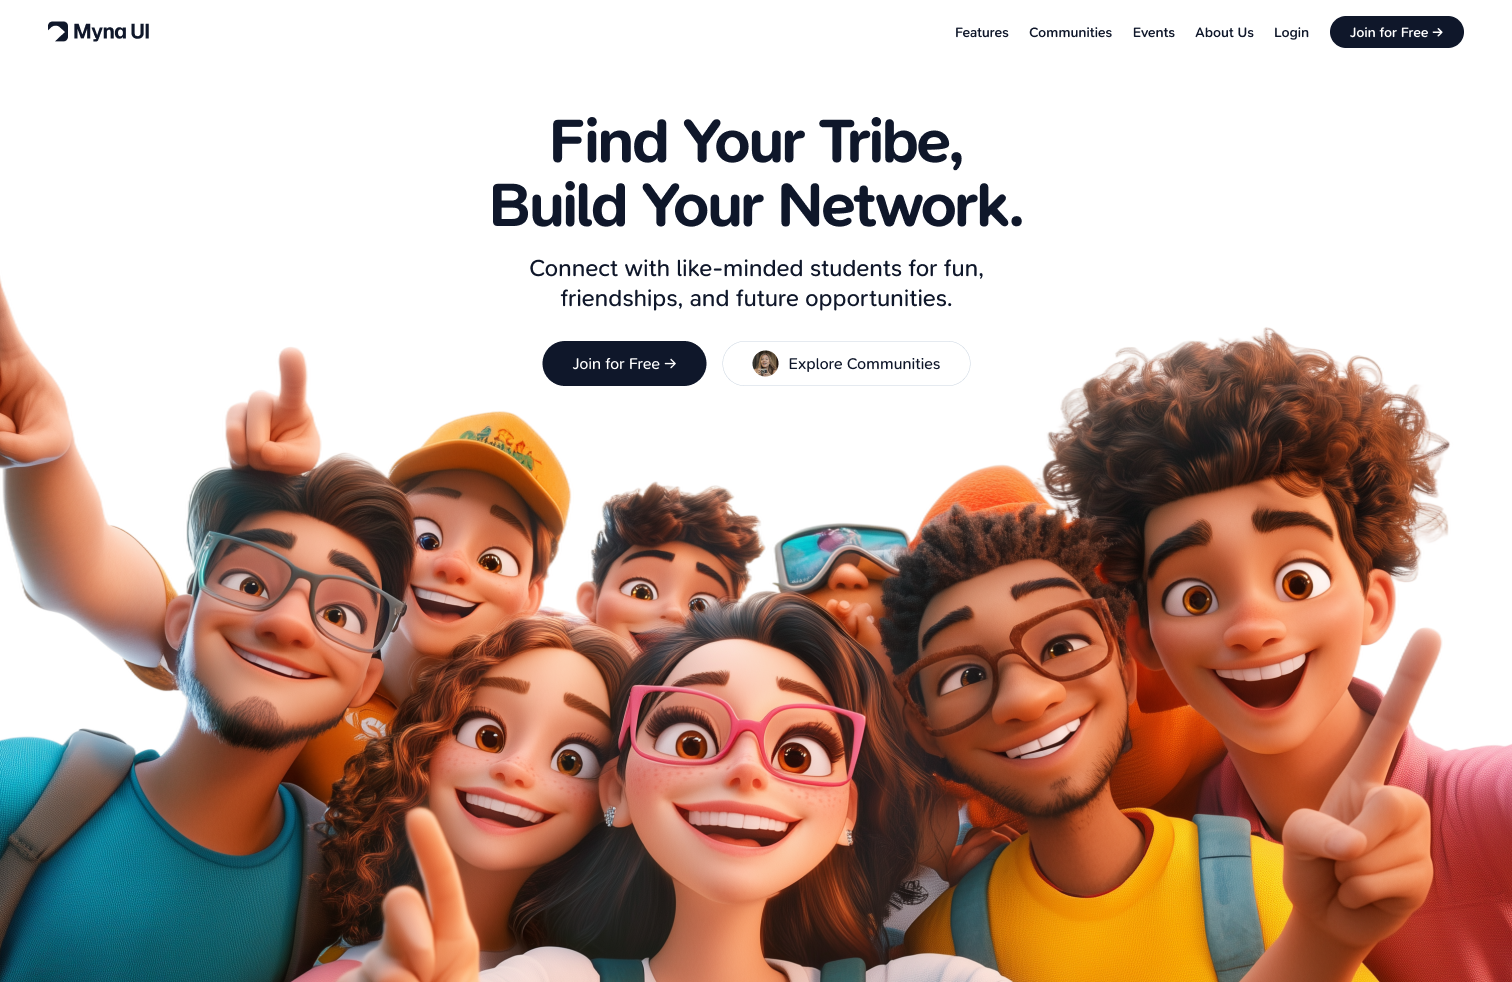 Myna UI
Features Communities Events About Us Login Join for Free →
Find Your Tribe,
Build Your Network.
Connect with like-minded students for fun,
friendships, and future opportunities.
Join for Free → Explore Communities